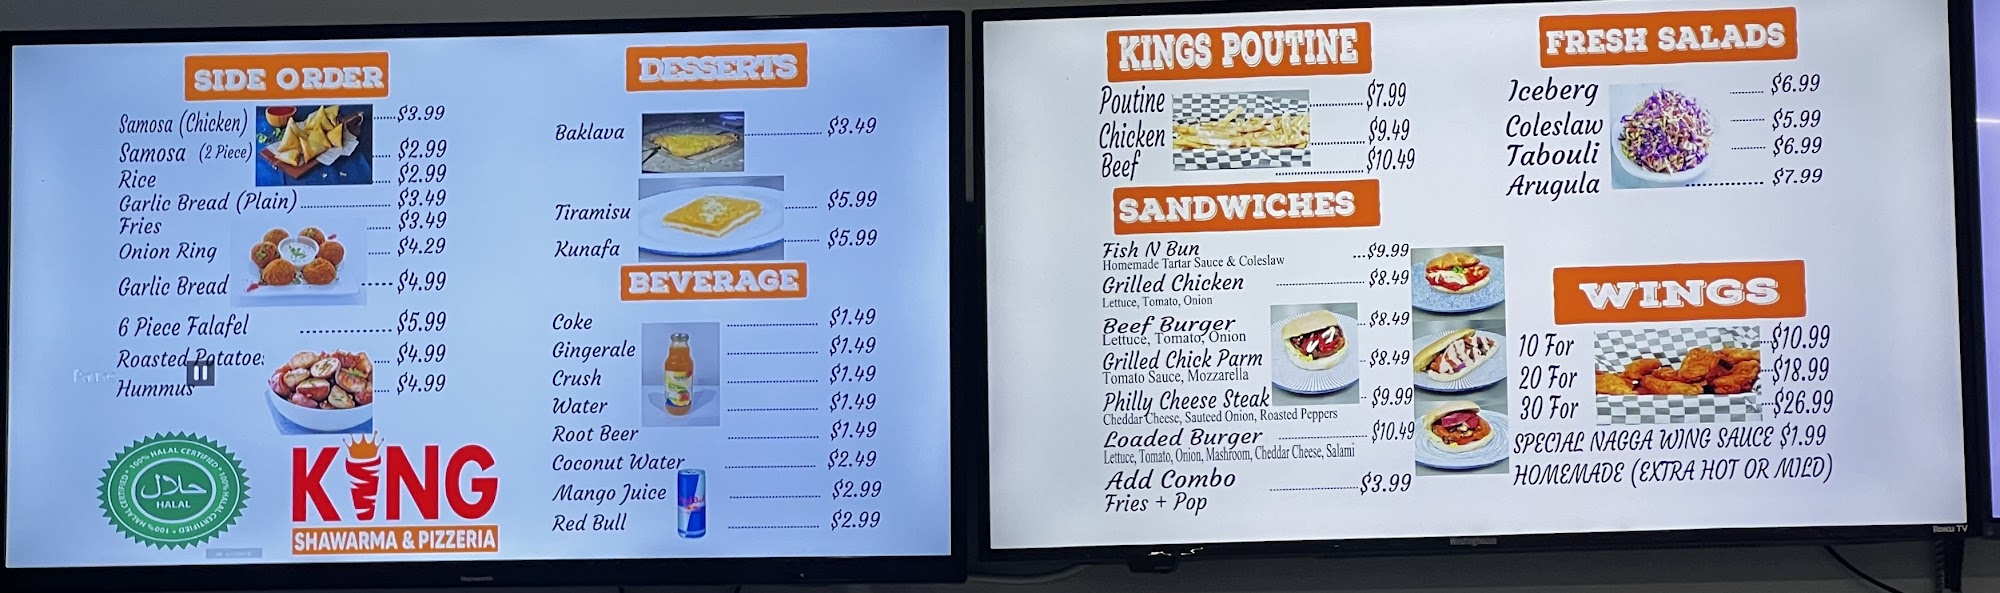 SIDE ORDER
Samosa (Chicken) ......$3.99
Samosa (2 Piece) ..... $2.99
Rice ..... $2.99
Garlic Bread (Plain)........................ $3.49
Fries ...... $3.49
Onion Ring ...... $4.29
Garlic Bread ..... $4.99
6 Piece Falafel ..................... $5.99
Roasted Potatoes .... $4.99
Hummus .... $4.99
100% HALAL CERTIFIED
حلال
HALAL
KING
SHAWARMA & PIZZERIA
DESSERTS
Baklava ................. $3.49
Tiramisu ......... $5.99
Kunafa ......... $5.99
BEVERAGE
Coke ........................ $1.49
Gingerale ........................ $1.49
Crush ........................ $1.49
Water ........................ $1.49
Root Beer ........................ $1.49
Coconut Water ........................ $2.49
Mango Juice ........................ $2.99
Red Bull ........................ $2.99
KINGS POUTINE
Poutine ............. $7.99
Chicken ............. $9.49
Beef ..................... $10.49
SANDWICHES
Fish N Bun ...$9.99
Homemade Tartar Sauce & Coleslaw
Grilled Chicken ..................... $8.49
Lettuce, Tomato, Onion
Beef Burger ... $8.49
Lettuce, Tomato, Onion
Grilled Chick Parm .. $8.49
Tomato Sauce, Mozzarella
Philly Cheese Steak .. $9.99
Cheddar Cheese, Sauteed Onion, Roasted Peppers
Loaded Burger ..................... $10.49
Lettuce, Tomato, Onion, Mashroom, Cheddar Cheese, Salami
Add Combo ..................... $3.99
Fries + Pop
FRESH SALADS
Iceberg ......... $6.99
Coleslaw ......... $5.99
Tabouli ......... $6.99
Arugula .................. $7.99
WINGS
10 For ...$10.99
20 For ...$18.99
30 For ...$26.99
SPECIAL NAGGA WING SAUCE $1.99
HOMEMADE (EXTRA HOT OR MILD)
Westinghouse
Roku TV